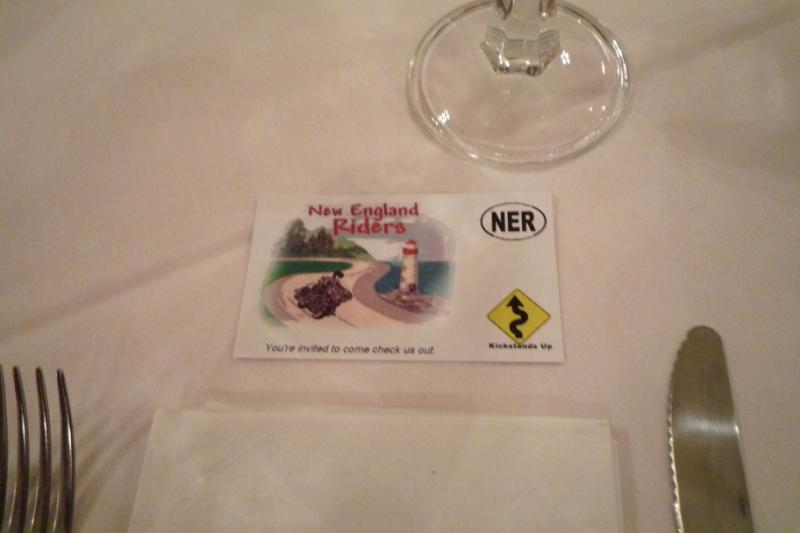 New England
Riders
NER
You're invited to come check us out.
Kickstands Up